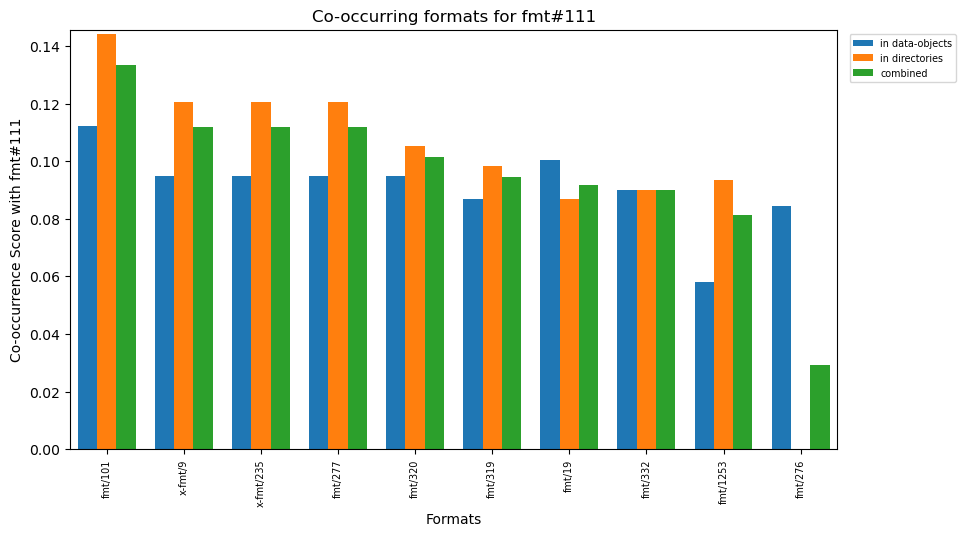 Co-occurring formats for fmt#111
in data-objects
in directories
combined
Co-occurrence Score with fmt#111
0.14
0.12
0.10
0.08
0.06
0.04
0.02
0.00
fmt/101
x-fmt/9
x-fmt/235
fmt/277
fmt/320
fmt/319
fmt/19
fmt/332
fmt/1253
fmt/276
Formats